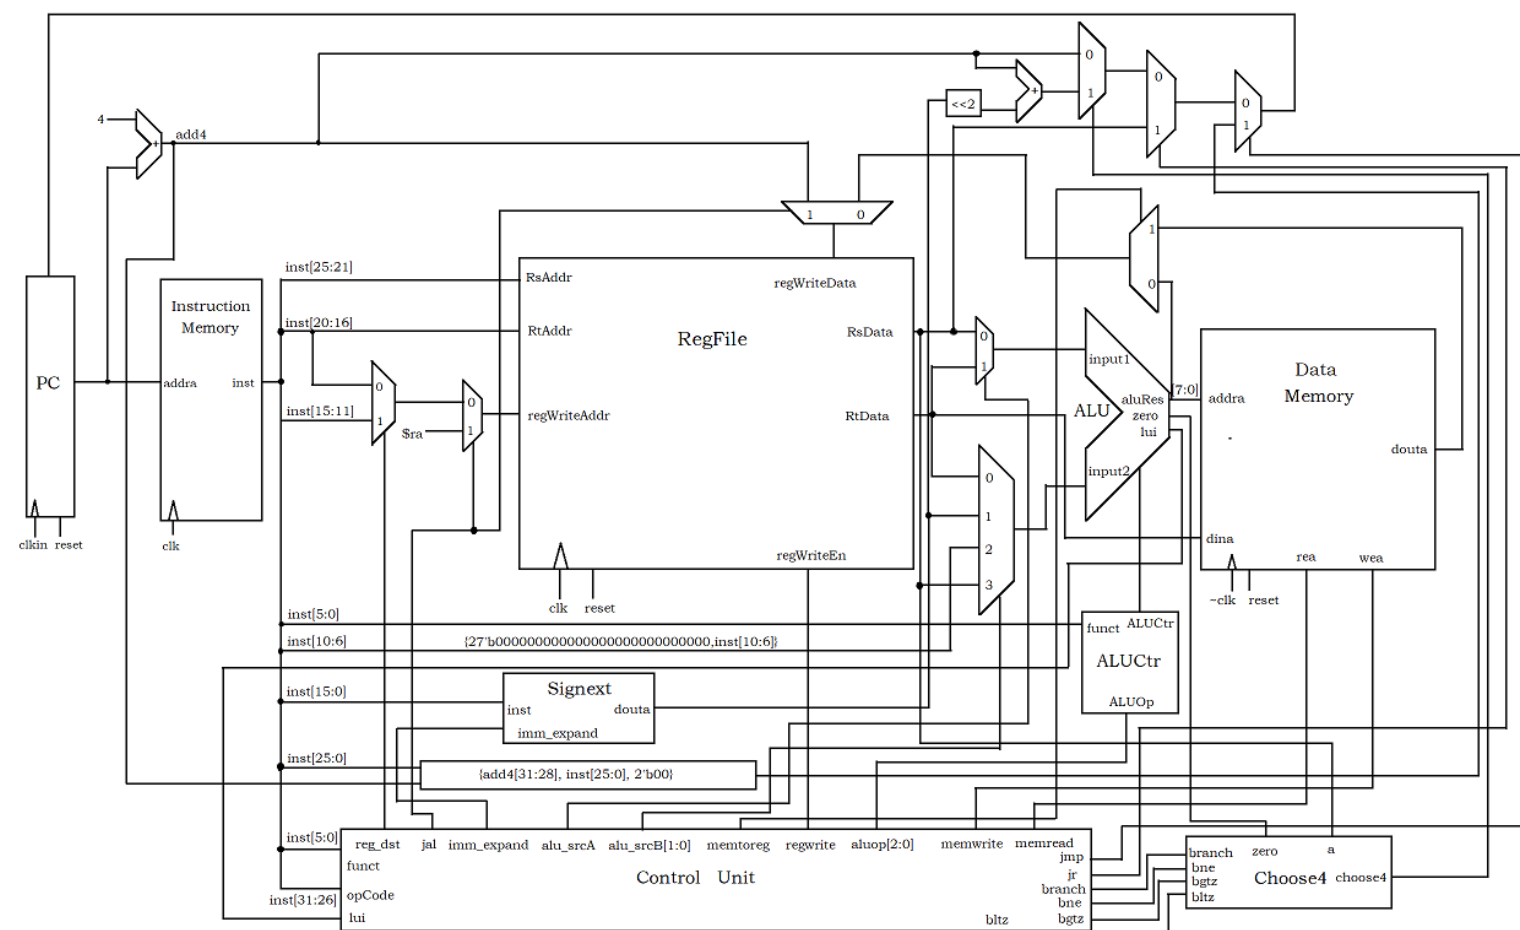 0
1
0
1
0
1
<<2
+
4
+
add4
1
0
1
0
inst[25:21]
inst[20:16]
inst[15:11]
Instruction
Memory
addra
inst
clk
PC
clkin
reset
0
1
$ra
0
1
RsAddr
RtAddr
regWriteAddr
RegFile
regWriteData
RsData
RtData
regWriteEn
clk
reset
0
1
0
1
2
3
input1
ALU
aluRes
zero
lui
input2
[7:0]
Data
Memory
addra
douta
dina
rea
wea
~clk
reset
inst[5:0]
inst[10:6]
{27'b000000000000000000000000000,inst[10:6]}
funct
ALUCtr
ALUCtr
ALUOp
inst[15:0]
Signext
inst
douta
imm_expand
inst[25:0]
{add4[31:28], inst[25:0], 2'b00}
inst[5:0]
inst[31:26]
reg_dst
jal
imm_expand
alu_srcA
alu_srcB[1:0]
memtoreg
regwrite
aluop[2:0]
memwrite
memread
jmp
funct
jr
Control Unit
branch
opCode
bne
lui
bltz
bgtz
branch
zero
a
bne
bgtz
Choose4
choose4
bltz